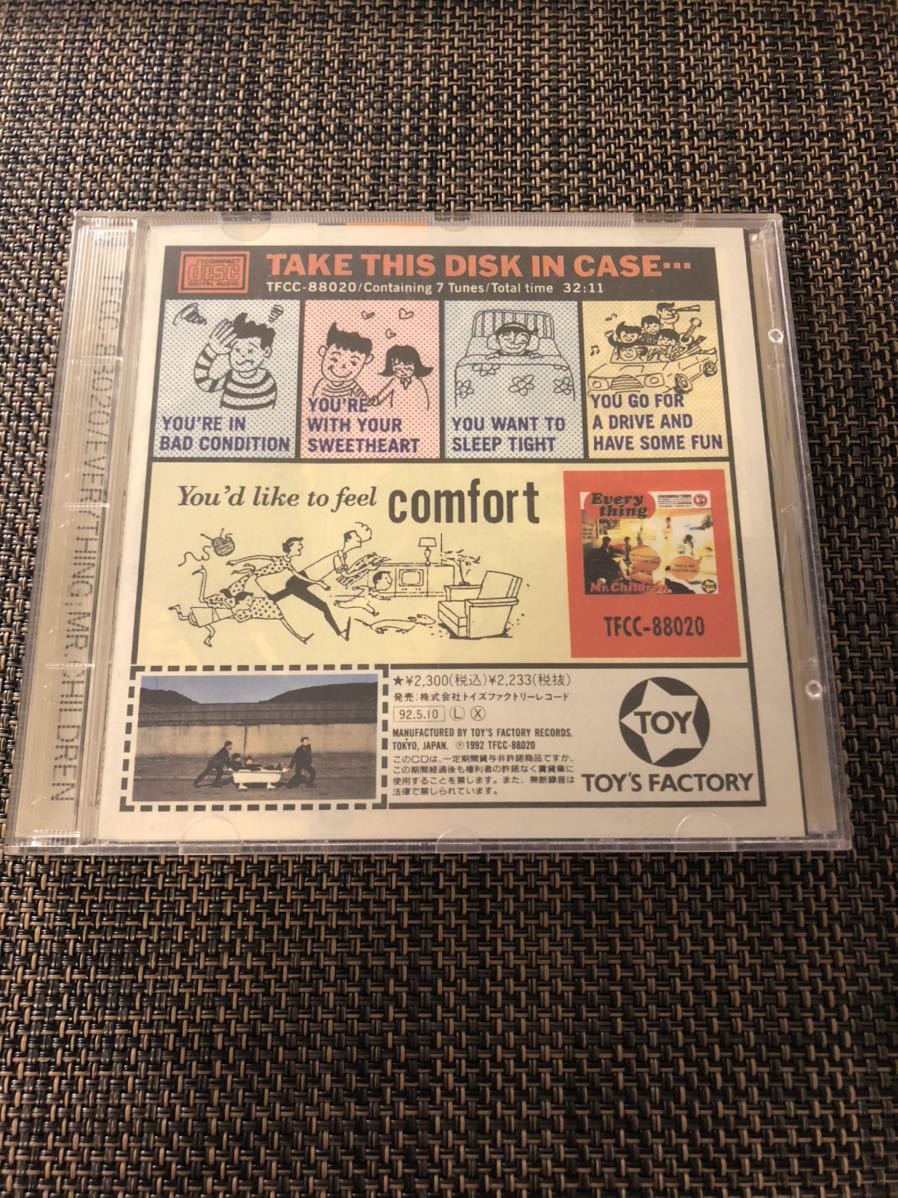 COMPACT
disc
DIGITAL AUDIO
TAKE THIS DISK IN CASE…
TFCC-88020/Containing 7 Tunes/Total time 32:11
YOU'RE IN
BAD CONDITION
YOU'RE
WITH YOUR
SWEETHEART
YOU WANT TO
SLEEP TIGHT
YOU GO FOR
A DRIVE AND
HAVE SOME FUN
You'd like to feel comfort
Every
thing
Mr. Children
TFCC-88020
★¥2,300(税込)¥2,233(税抜)
発売:株式会社トイズファクトリーレコード
92.5.10 Ⓛ Ⓧ
MANUFACTURED BY TOY'S FACTORY RECORDS.
TOKYO, JAPAN. Ⓟ1992 TFCC-88020
このCDは、一定期間貸与非許諾商品ですか、
この期間経過後も権利者の許諾なく賃貸業に
使用することを禁します。また、無断録音は
法律で禁じられています。
TOY
TOY'S FACTORY
TFCC-88020/EVERYTHING/MR.CHILDREN